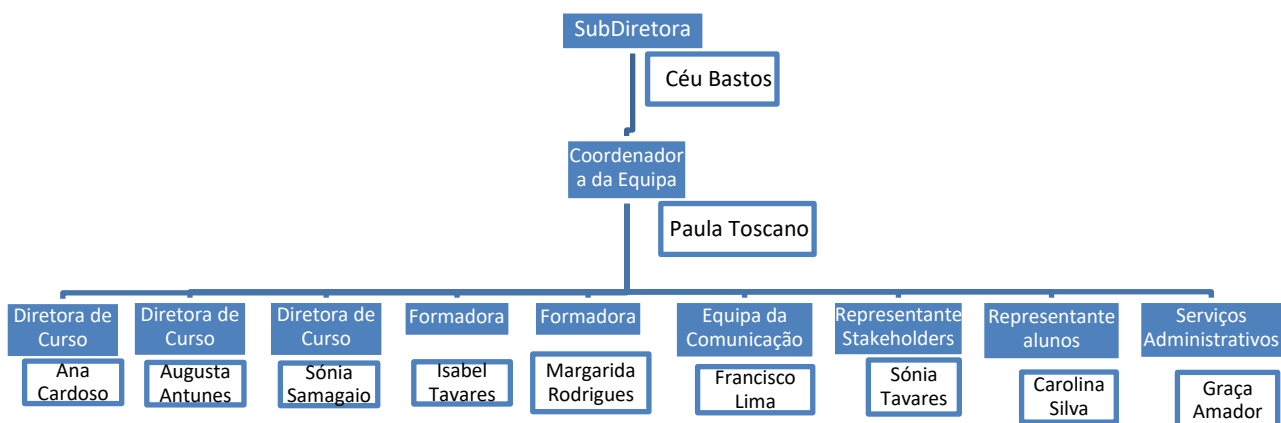 SubDiretora
Céu Bastos
Coordenador
a da Equipa
Paula Toscano
Diretora de
Curso
Ana
Cardoso
Diretora de
Curso
Augusta
Antunes
Diretora de
Curso
Sónia
Samagaio
Formadora
Isabel
Tavares
Formadora
Margarida
Rodrigues
Equipa da
Comunicação
Francisco
Lima
Representante
Stakeholders
Sónia
Tavares
Representante
alunos
Carolina
Silva
Serviços
Administrativos
Graça
Amador